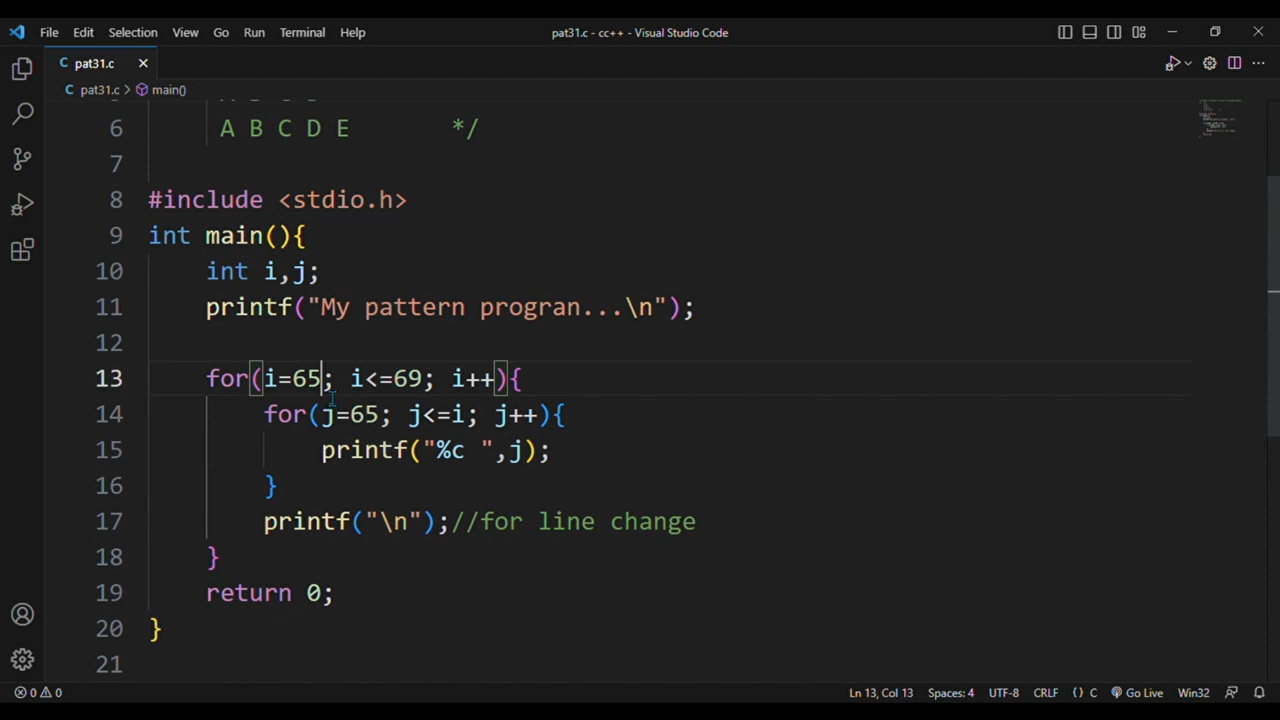 File Edit Selection View Go Run Terminal Help
pat31.c - cc++ - Visual Studio Code
C pat31.c
C pat31.c > main()
6 A B C D E */
7
8 #include <stdio.h>
9 int main(){
10 int i,j;
11 printf("My pattern progran...\n");
12
13 for(i=65; i<=69; i++){
14 for(j=65; j<=i; j++){
15 printf("%c ",j);
16 }
17 printf("\n");//for line change
18 }
19 return 0;
20 }
21
0 0 Ln 13, Col 13 Spaces: 4 UTF-8 CRLF {} C Go Live Win32